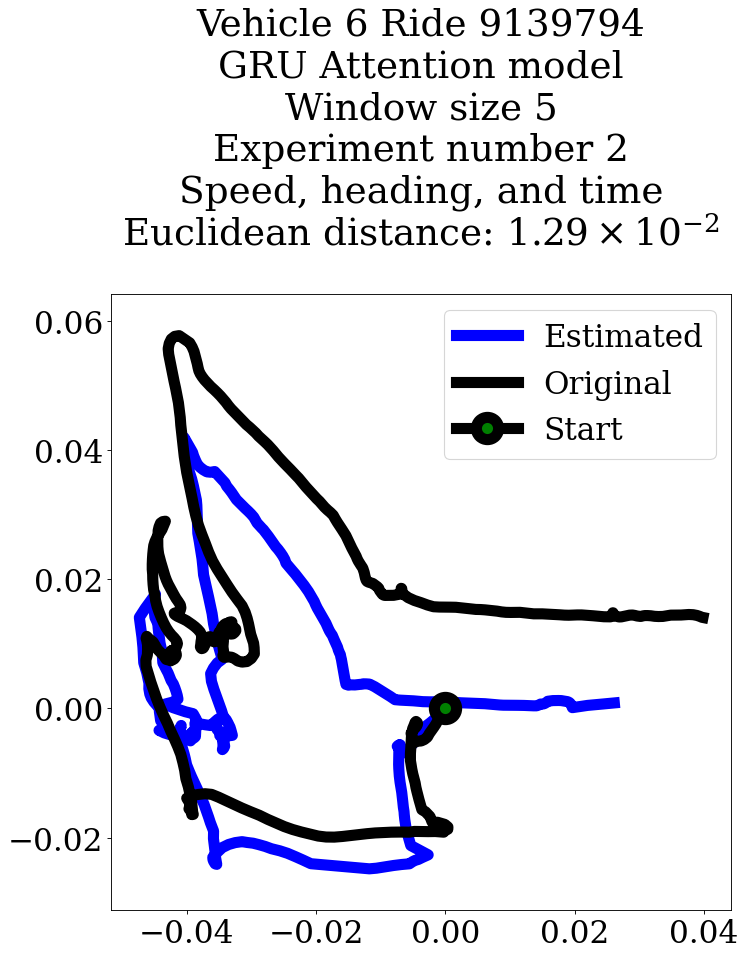 Vehicle 6 Ride 9139794
GRU Attention model
Window size 5
Experiment number 2
Speed, heading, and time
Euclidean distance: 1.29 × 10⁻²
Estimated
Original
Start
0.06
0.04
0.02
0.00
−0.02
−0.04 −0.02 0.00 0.02 0.04